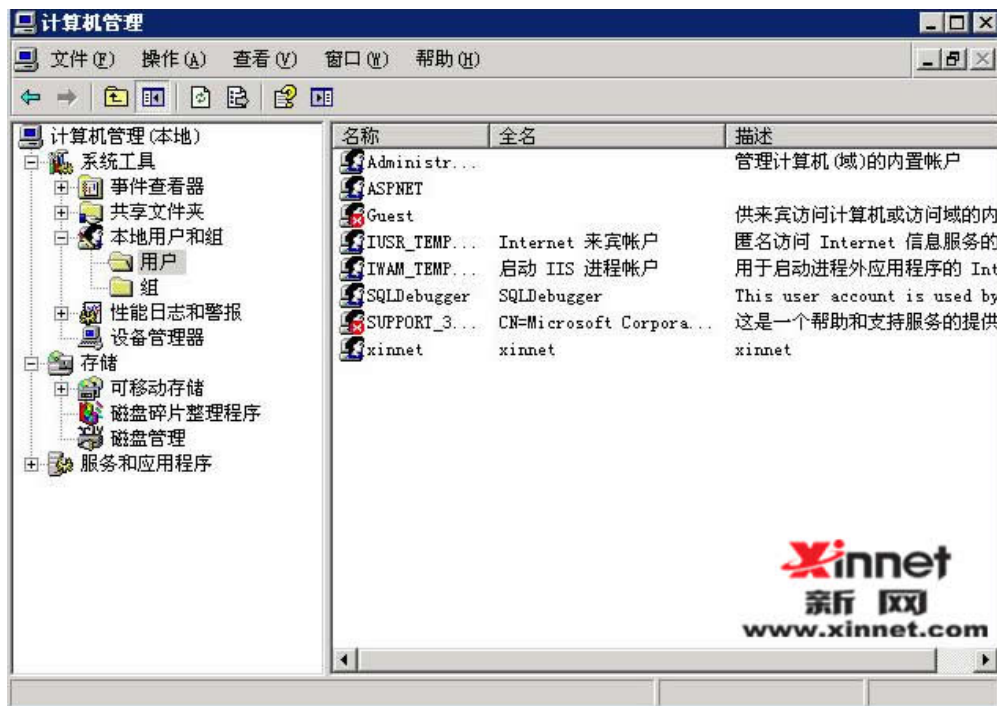 计算机管理
文件(F) 操作(A) 查看(V) 窗口(W) 帮助(H)
计算机管理(本地)
系统工具
事件查看器
共享文件夹
本地用户和组
用户
组
性能日志和警报
设备管理器
存储
可移动存储
磁盘碎片整理程序
磁盘管理
服务和应用程序
名称 全名 描述
Administr... 管理计算机(域)的内置帐户
ASPNET
Guest 供来宾访问计算机或访问域的内
IUSR_TEMP... Internet 来宾帐户 匿名访问 Internet 信息服务的
IWAM_TEMP... 启动 IIS 进程帐户 用于启动进程外应用程序的 Int
SQLDebugger SQLDebugger This user account is used by
SUPPORT_3... CN=Microsoft Corpora... 这是一个帮助和支持服务的提供
xinnet xinnet xinnet
Xinnet
新网
www.xinnet.com